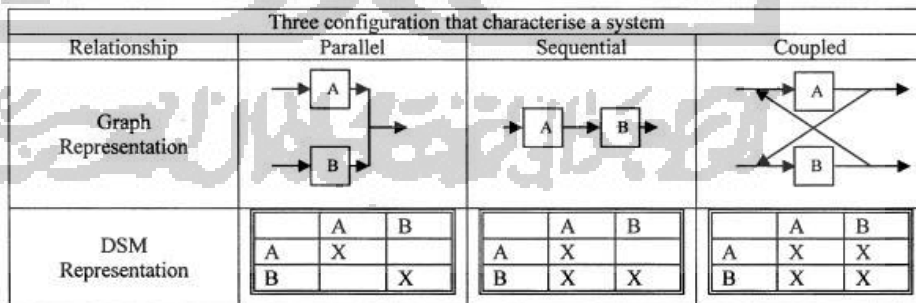 Three configuration that characterise a system
Relationship Parallel Sequential Coupled
Graph Representation
A B
A B
A B
DSM Representation
A B
A X
B X
A B
A X
B X X
A B
A X X
B X X